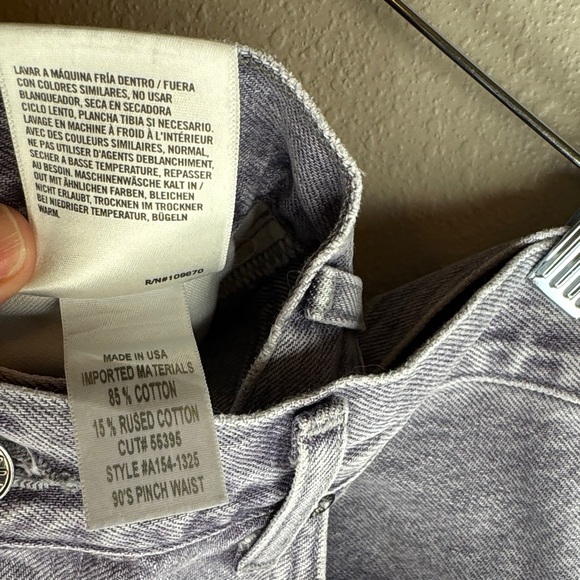 LAVAR A MÁQUINA FRÍA DENTRO / FUERA
CON COLORES SIMILARES, NO USAR
BLANQUEADOR, SECA EN SECADORA
CICLO LENTO, PLANCHA TIBIA SI NECESARIO.
LAVAGE EN MACHINE À FROID À L'INTÉRIEUR
AVEC DES COULEURS SIMILAIRES, NORMAL,
NE PAS UTILISER D'AGENTS DEBLANCHIMENT,
SECHER A BASSE TEMPERATURE, REPASSER
AU BESOIN. MASCHINENWÄSCHE KALT IN /
OUT MIT ÄHNLICHEN FARBEN, BLEICHEN
NICHT ERLAUBT, TROCKNEN IM TROCKNER
BEI NIEDRIGER TEMPERATUR, BÜGELN
WARM.
R/N#109670
MADE IN USA
IMPORTED MATERIALS
85 % COTTON
15 % RUSED COTTON
CUT# 55395
STYLE #A154-1325
90'S PINCH WAIST